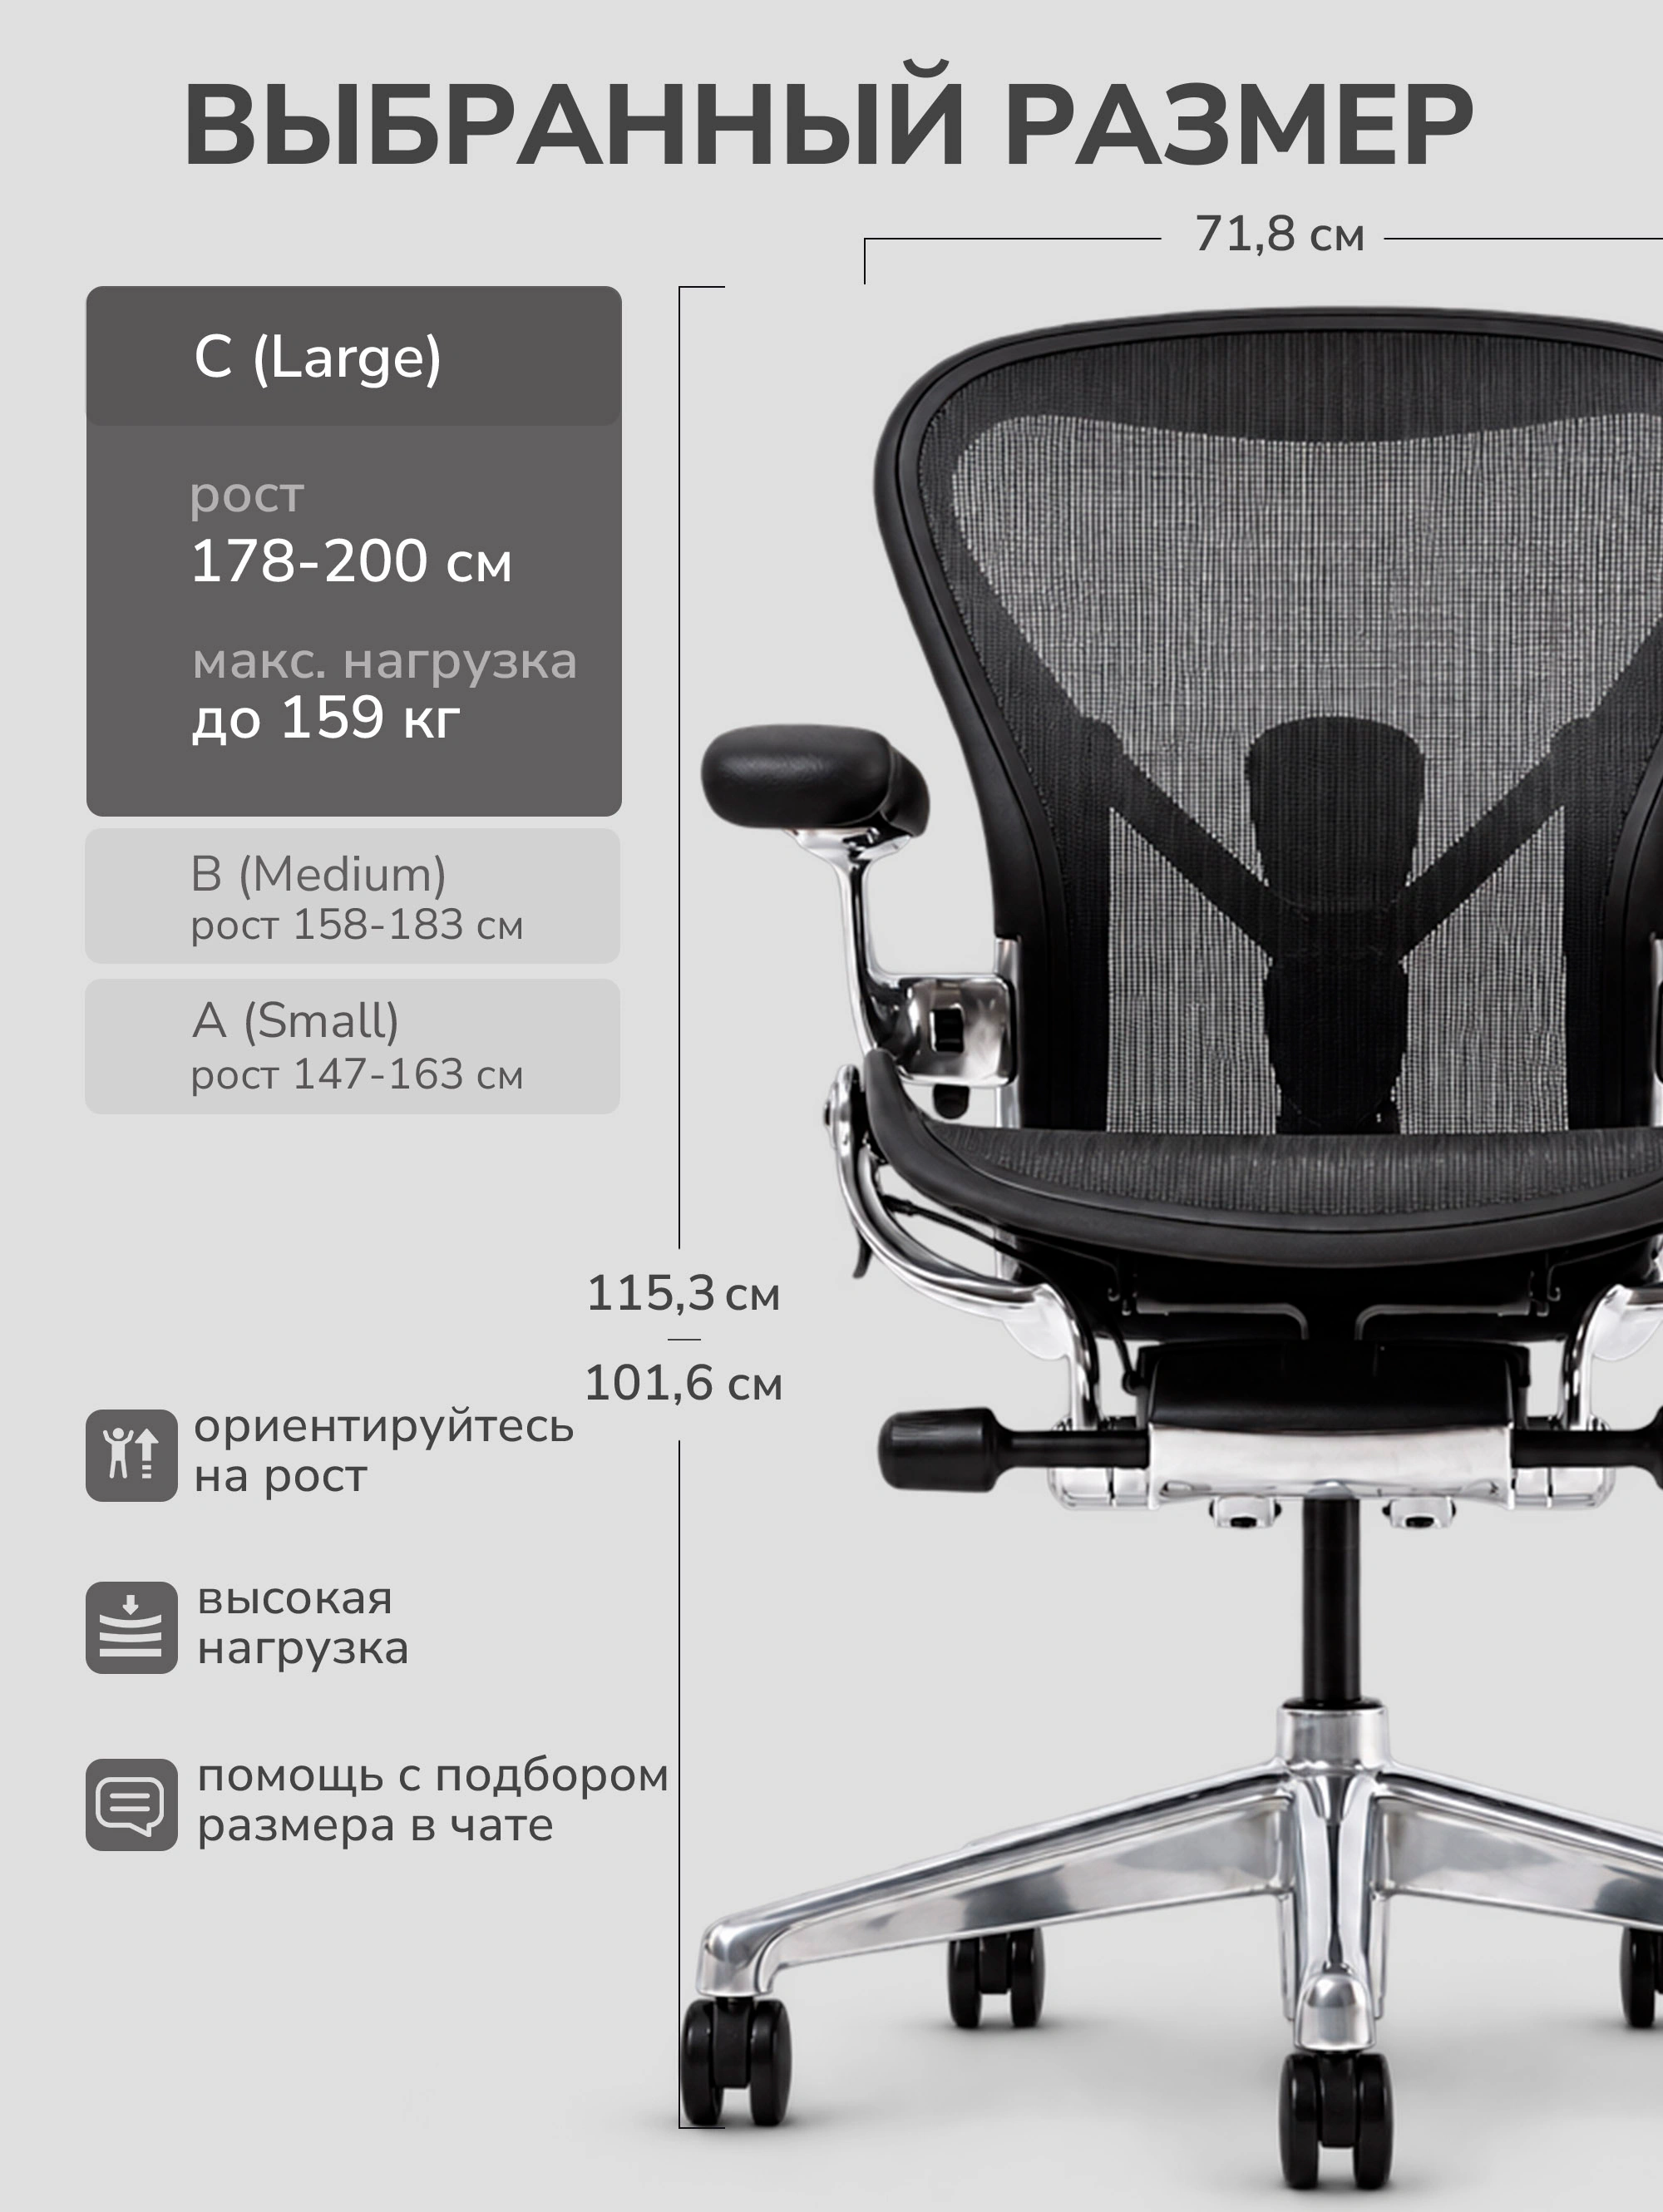 ВЫБРАННЫЙ РАЗМЕР
71,8 см
C (Large)
рост
178-200 см
макс. нагрузка
до 159 кг
B (Medium)
рост 158-183 см
A (Small)
рост 147-163 см
115,3 см
—
101,6 см
ориентируйтесь
на рост
высокая
нагрузка
помощь с подбором
размера в чате